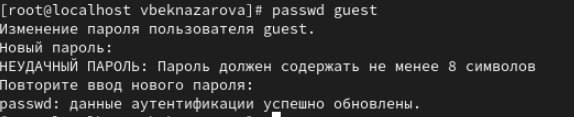 [root@localhost vbeknazarova]# passwd guest
Изменение пароля пользователя guest.
Новый пароль:
НЕУДАЧНЫЙ ПАРОЛЬ: Пароль должен содержать не менее 8 символов
Повторите ввод нового пароля:
passwd: данные аутентификации успешно обновлены.